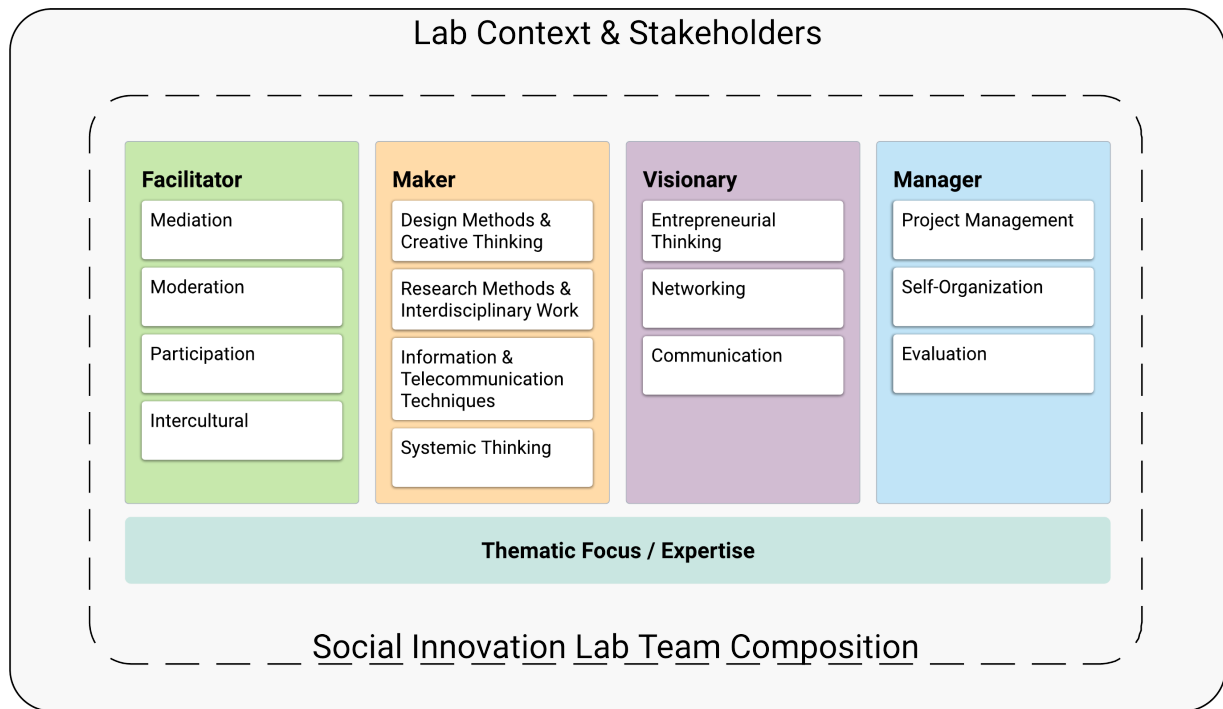 Lab Context & Stakeholders
Facilitator
Mediation
Moderation
Participation
Intercultural
Maker
Design Methods &
Creative Thinking
Research Methods &
Interdisciplinary Work
Information &
Telecommunication
Techniques
Systemic Thinking
Visionary
Entrepreneurial
Thinking
Networking
Communication
Manager
Project Management
Self-Organization
Evaluation
Thematic Focus / Expertise
Social Innovation Lab Team Composition